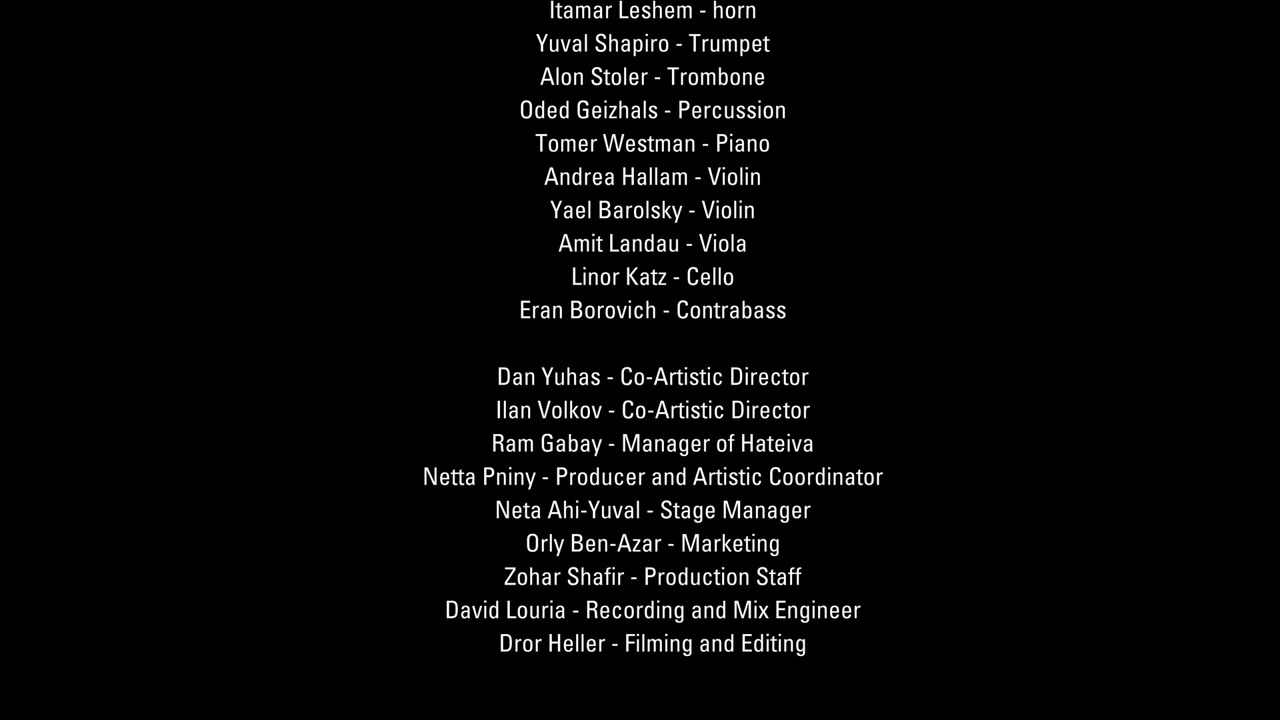 Itamar Leshem - horn
Yuval Shapiro - Trumpet
Alon Stoler - Trombone
Oded Geizhals - Percussion
Tomer Westman - Piano
Andrea Hallam - Violin
Yael Barolsky - Violin
Amit Landau - Viola
Linor Katz - Cello
Eran Borovich - Contrabass
Dan Yuhas - Co-Artistic Director
Ilan Volkov - Co-Artistic Director
Ram Gabay - Manager of Hateiva
Netta Pniny - Producer and Artistic Coordinator
Neta Ahi-Yuval - Stage Manager
Orly Ben-Azar - Marketing
Zohar Shafir - Production Staff
David Louria - Recording and Mix Engineer
Dror Heller - Filming and Editing